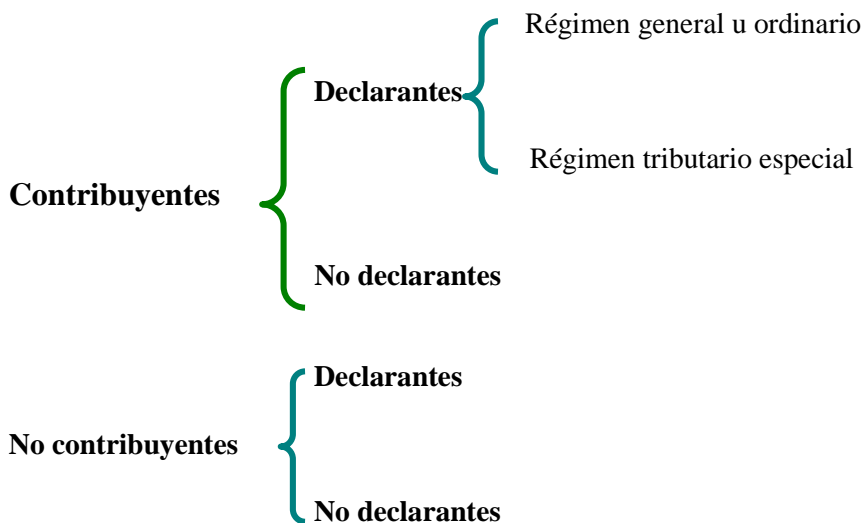 Régimen general u ordinario
Declarantes
Régimen tributario especial
Contribuyentes
No declarantes
Declarantes
No contribuyentes
No declarantes